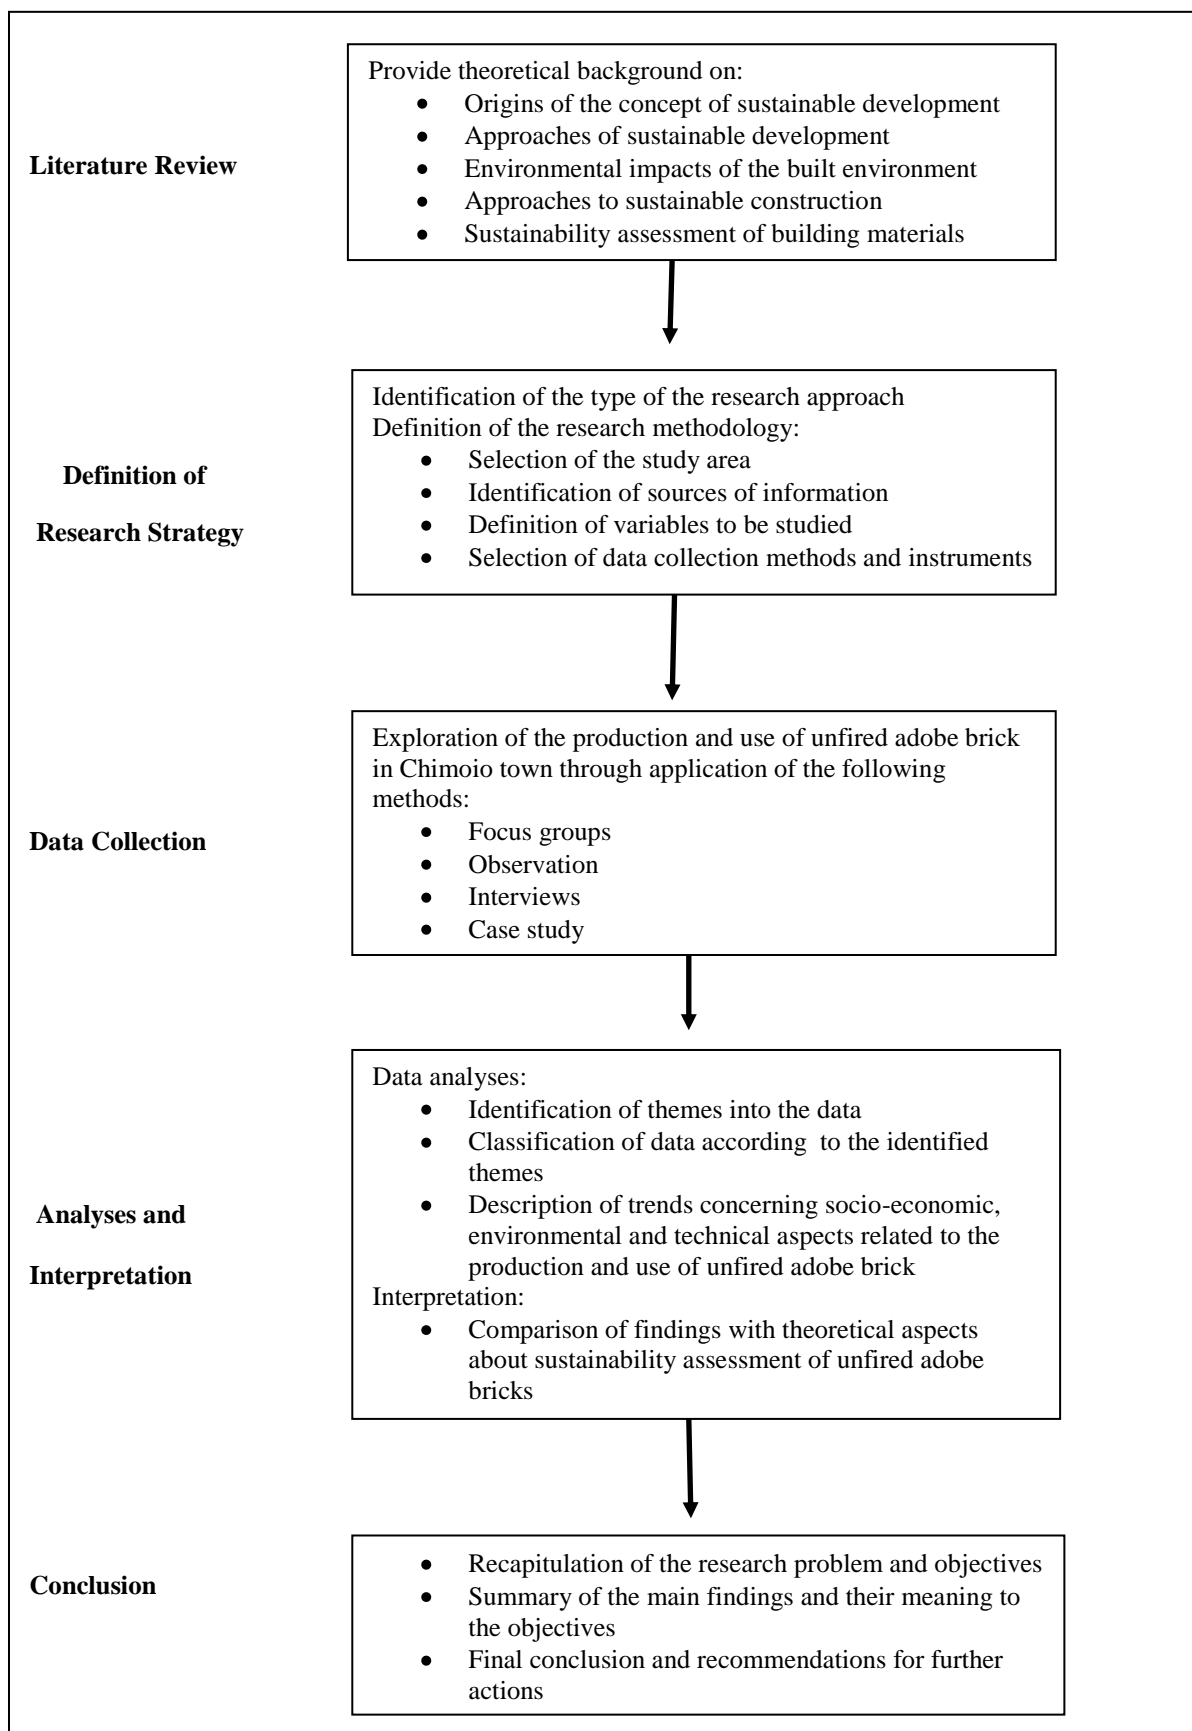 Literature Review
Provide theoretical background on:
• Origins of the concept of sustainable development
• Approaches of sustainable development
• Environmental impacts of the built environment
• Approaches to sustainable construction
• Sustainability assessment of building materials
Definition of
Research Strategy
Identification of the type of the research approach
Definition of the research methodology:
• Selection of the study area
• Identification of sources of information
• Definition of variables to be studied
• Selection of data collection methods and instruments
Data Collection
Exploration of the production and use of unfired adobe brick
in Chimoio town through application of the following
methods:
• Focus groups
• Observation
• Interviews
• Case study
Analyses and
Interpretation
Data analyses:
• Identification of themes into the data
• Classification of data according to the identified
themes
• Description of trends concerning socio-economic,
environmental and technical aspects related to the
production and use of unfired adobe brick
Interpretation:
• Comparison of findings with theoretical aspects
about sustainability assessment of unfired adobe
bricks
Conclusion
• Recapitulation of the research problem and objectives
• Summary of the main findings and their meaning to
the objectives
• Final conclusion and recommendations for further
actions